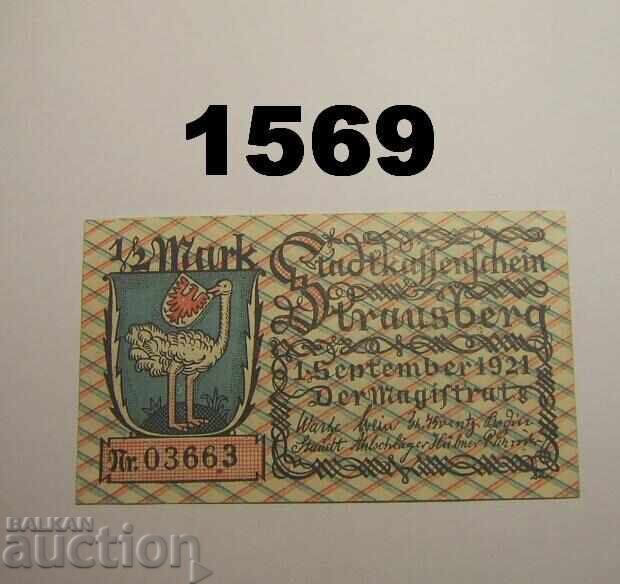 1569
1/2 Mark
Stadtkassenschein
Strausberg
1. September 1921
Der Magistrat:
Nr. 03663
BALKAN
auction